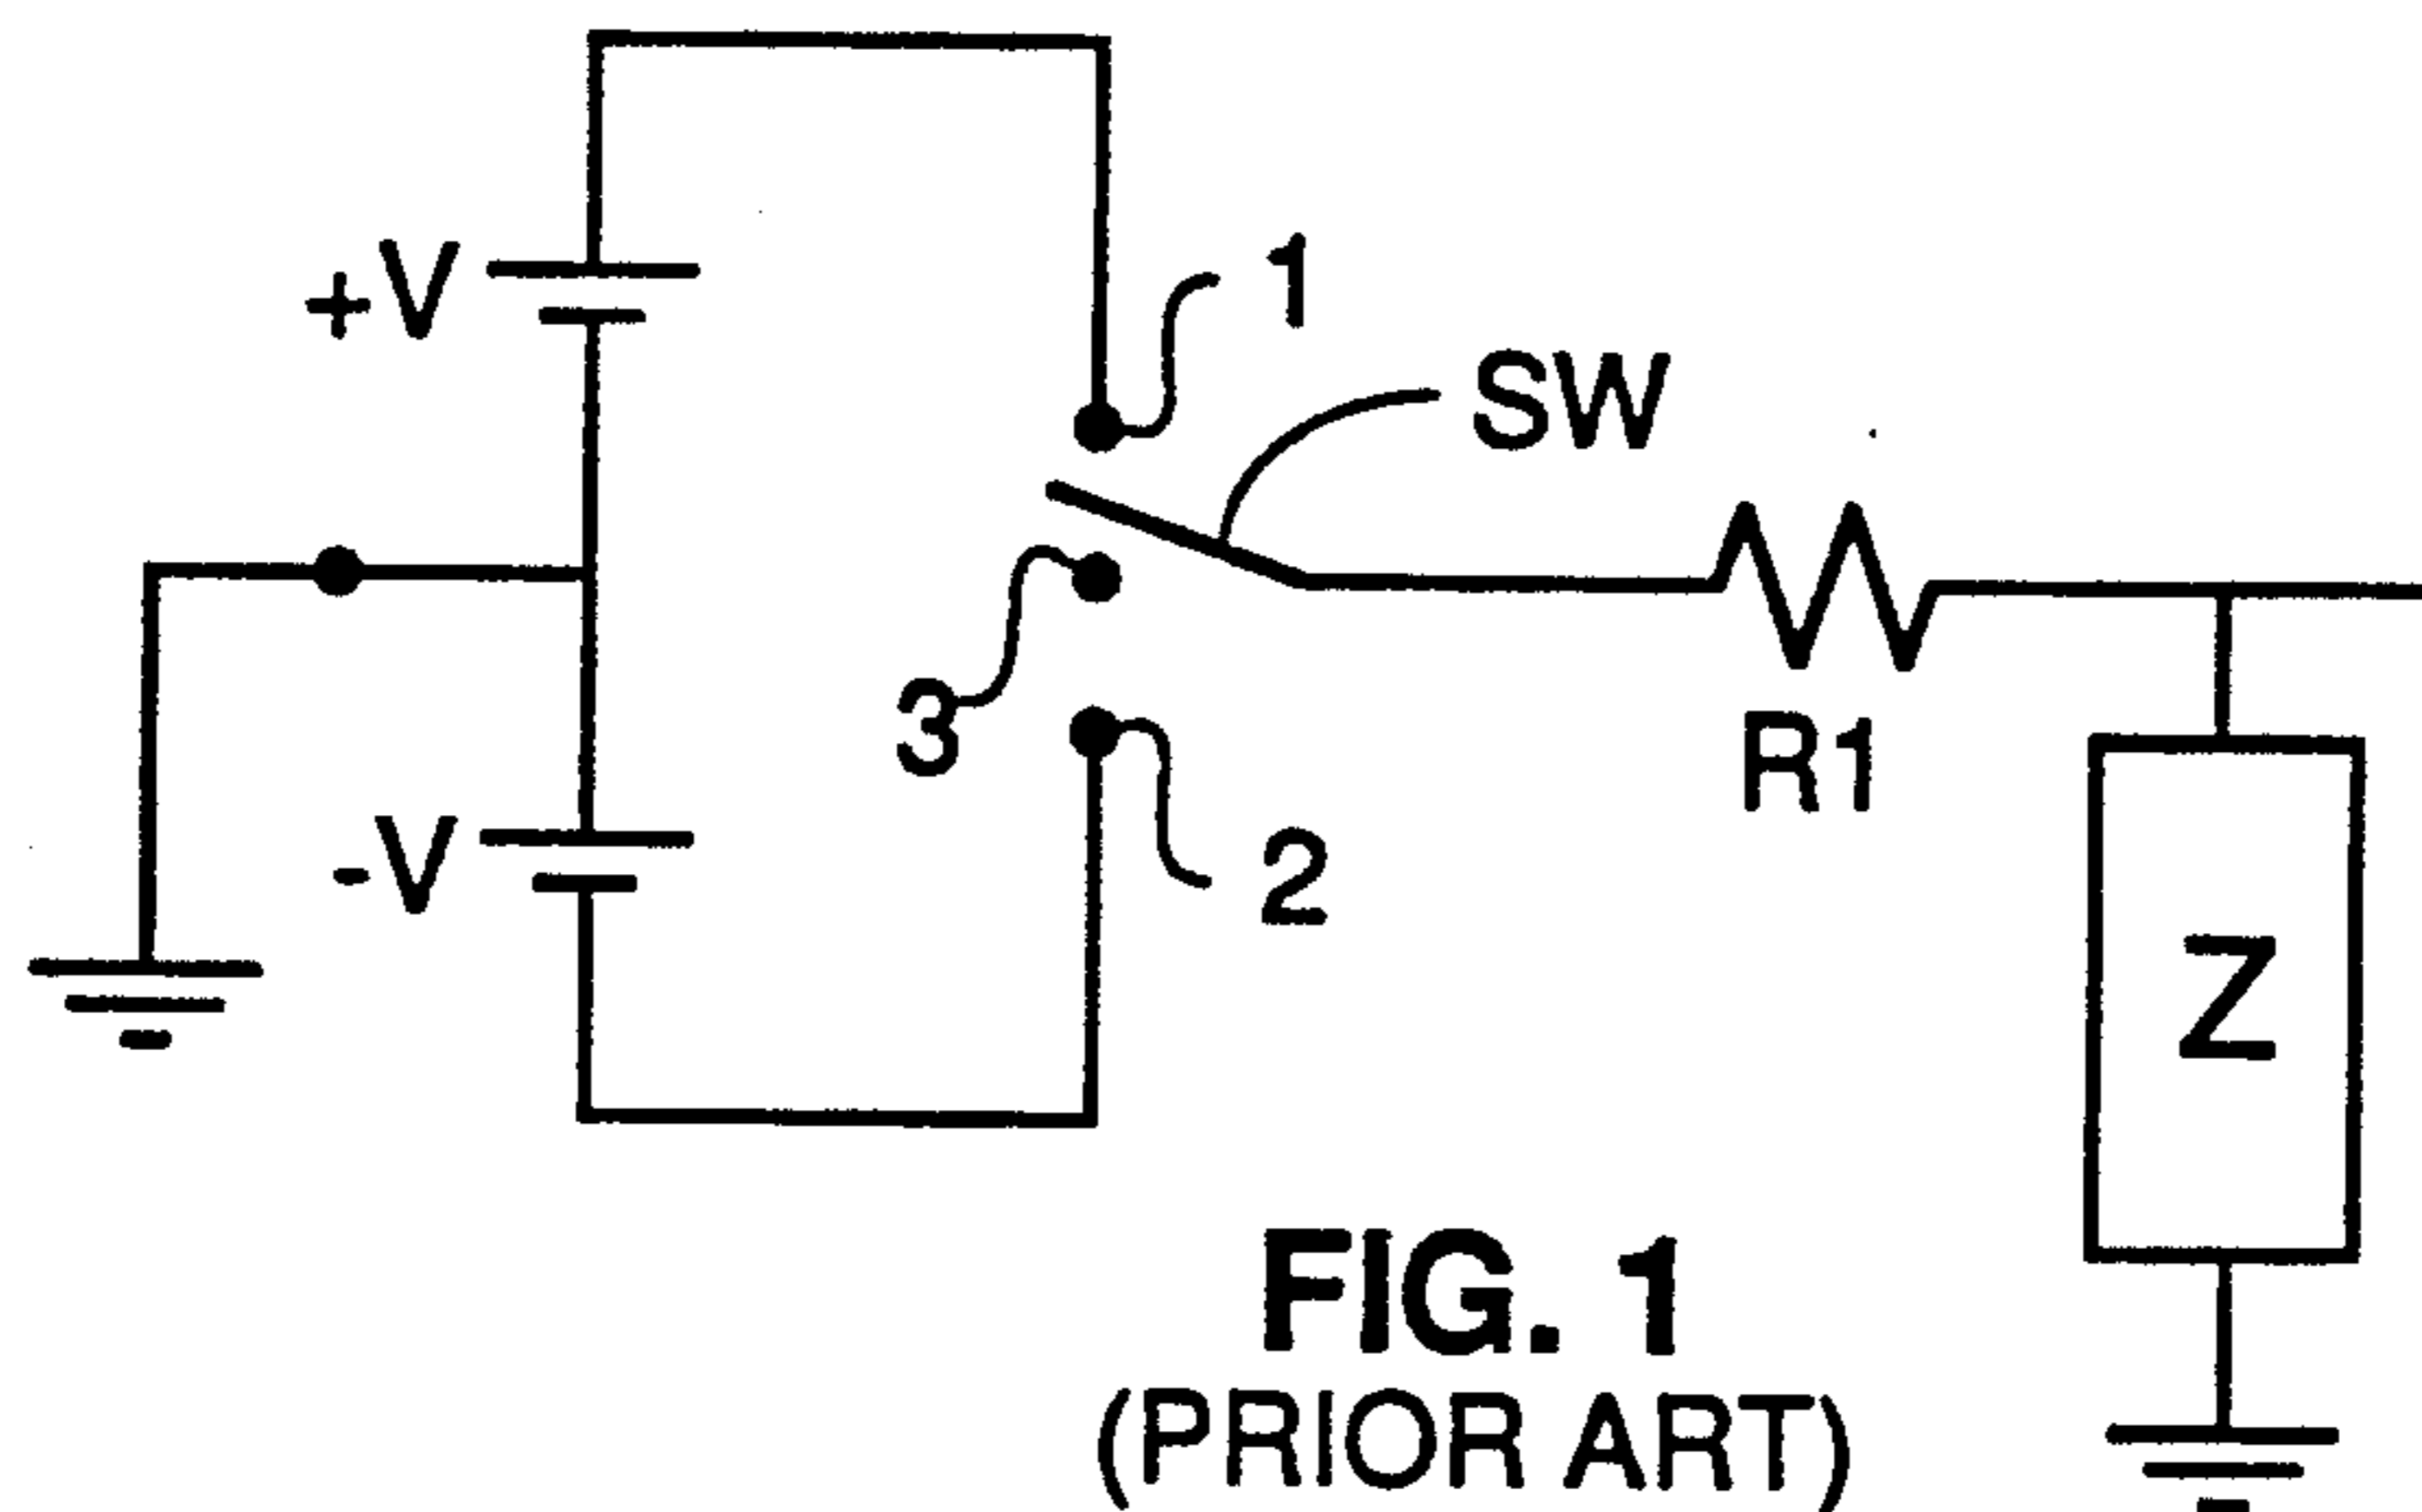 +V
1
SW
3
R1
-V
2
Z
FIG. 1
(PRIOR ART)